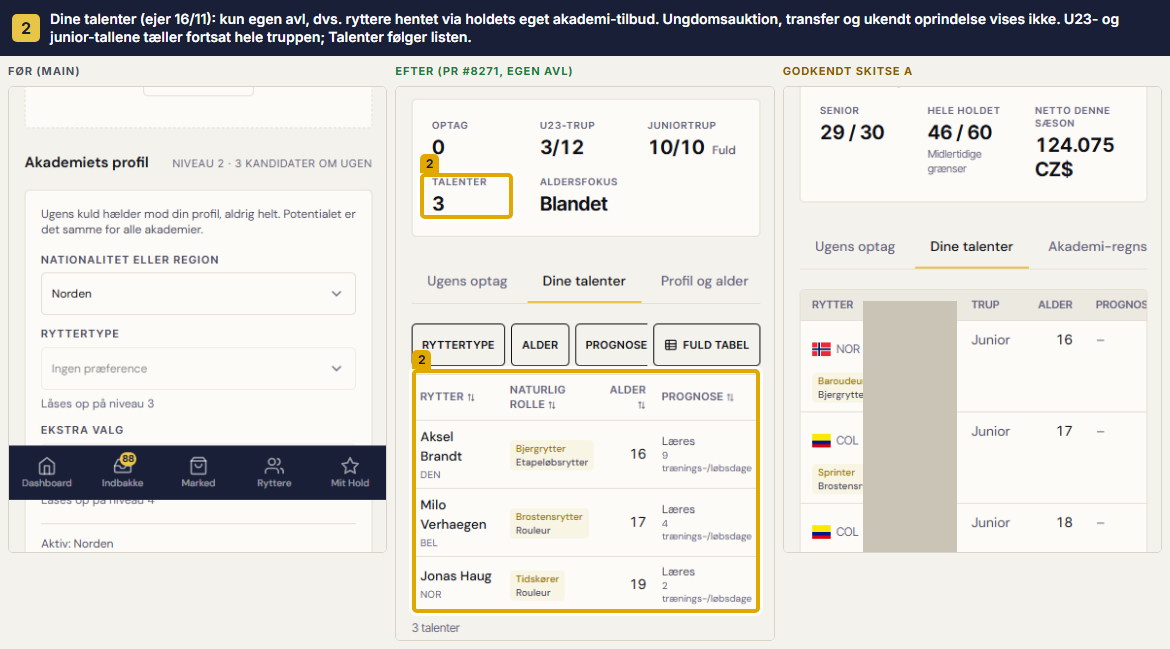 2
Dine talenter (ejer 16/11): kun egen avl, dvs. ryttere hentet via holdets eget akademi-tilbud. Ungdomsauktion, transfer og ukendt oprindelse vises ikke. U23- og
junior-tallene tæller fortsat hele truppen; Talenter følger listen.
FØR (MAIN)
Akademiets profil
NIVEAU 2 · 3 KANDIDATER OM UGEN
Ugens kuld hælder mod din profil, aldrig helt. Potentialet er
det samme for alle akademier.
NATIONALITET ELLER REGION
Norden
RYTTERTYPE
Ingen præference
Låses op på niveau 3
EKSTRA VALG
88
Dashboard
Indbakke
Marked
Ryttere
Mit Hold
Låses op på niveau 4
Aktiv: Norden
EFTER (PR #8271, EGEN AVL)
OPTAG
U23-TRUP
JUNIORTRUP
0
3/12
10/10 Fuld
2
TALENTER
ALDERSFOKUS
3
Blandet
Ugens optag
Dine talenter
Profil og alder
RYTTERTYPE
ALDER
PROGNOSE
FULD TABEL
2
RYTTER ⇅
NATURLIG
ROLLE ⇅
ALDER
⇅
PROGNOSE ⇅
Aksel
Brandt
DEN
Bjergrytter
Etapeløbsrytter
16
Læres
9
trænings-/løbsdage
Milo
Verhaegen
BEL
Brostensrytter
Rouleur
17
Læres
4
trænings-/løbsdage
Jonas Haug
NOR
Tidskører
Rouleur
19
Læres
2
trænings-/løbsdage
3 talenter
GODKENDT SKITSE A
SENIOR
HELE HOLDET
NETTO DENNE
SÆSON
29 / 30
46 / 60
124.075
CZ$
Midlertidige
grænser
Ugens optag
Dine talenter
Akademi-regns
RYTTER
TRUP
ALDER
PROGNOS
NOR
Junior
16
–
Baroudeu
Bjergrytte
COL
Junior
17
–
Sprinter
Brostensr
COL
Junior
18
–